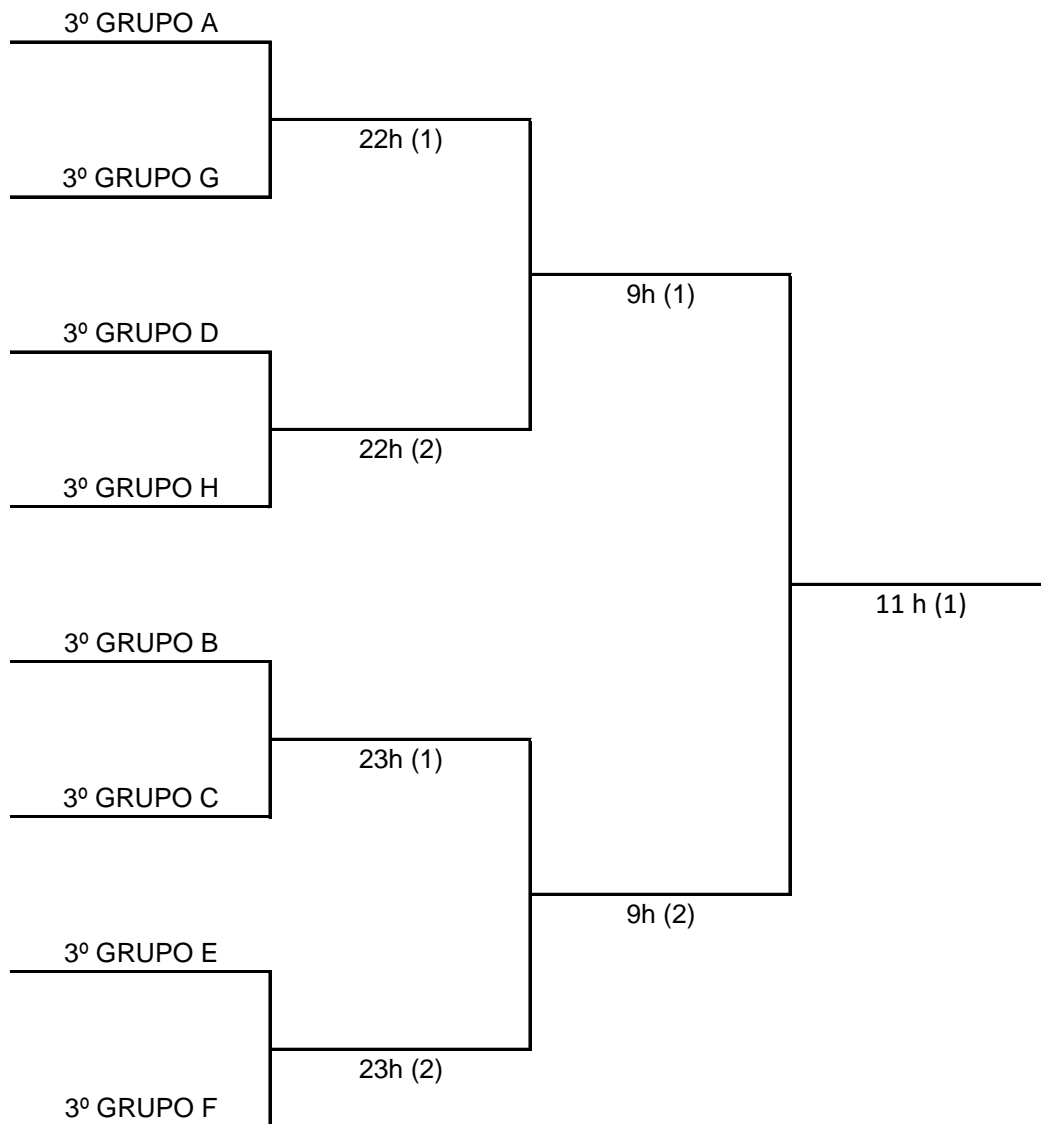 3º GRUPO A
22h (1)
3º GRUPO G
9h (1)
3º GRUPO D
22h (2)
3º GRUPO H
11 h (1)
3º GRUPO B
23h (1)
3º GRUPO C
9h (2)
3º GRUPO E
23h (2)
3º GRUPO F